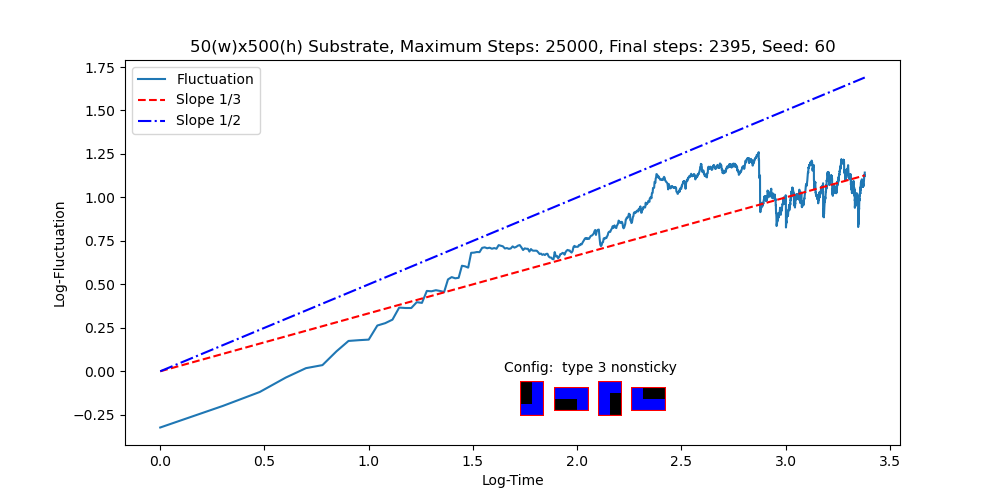 50(w)x500(h) Substrate, Maximum Steps: 25000, Final steps: 2395, Seed: 60
Fluctuation
Slope 1/3
Slope 1/2
1.75
1.50
1.25
1.00
0.75
0.50
0.25
0.00
−0.25
Log-Fluctuation
Config:  type 3 nonsticky
0.0 0.5 1.0 1.5 2.0 2.5 3.0 3.5
Log-Time